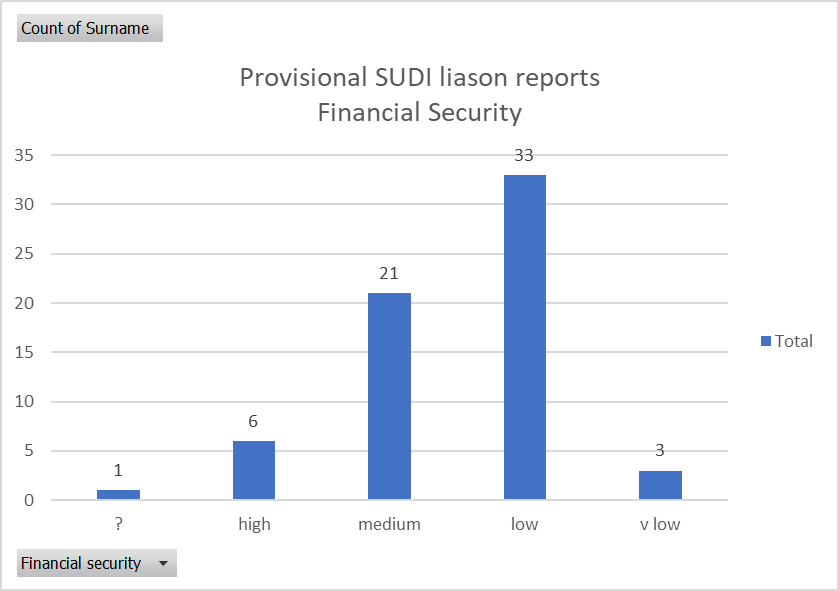 Count of Surname
Provisional SUDI liason reports
Financial Security
35
30
25
20
15
10
5
0
1
6
21
33
3
?
high
medium
low
v low
Total
Financial security